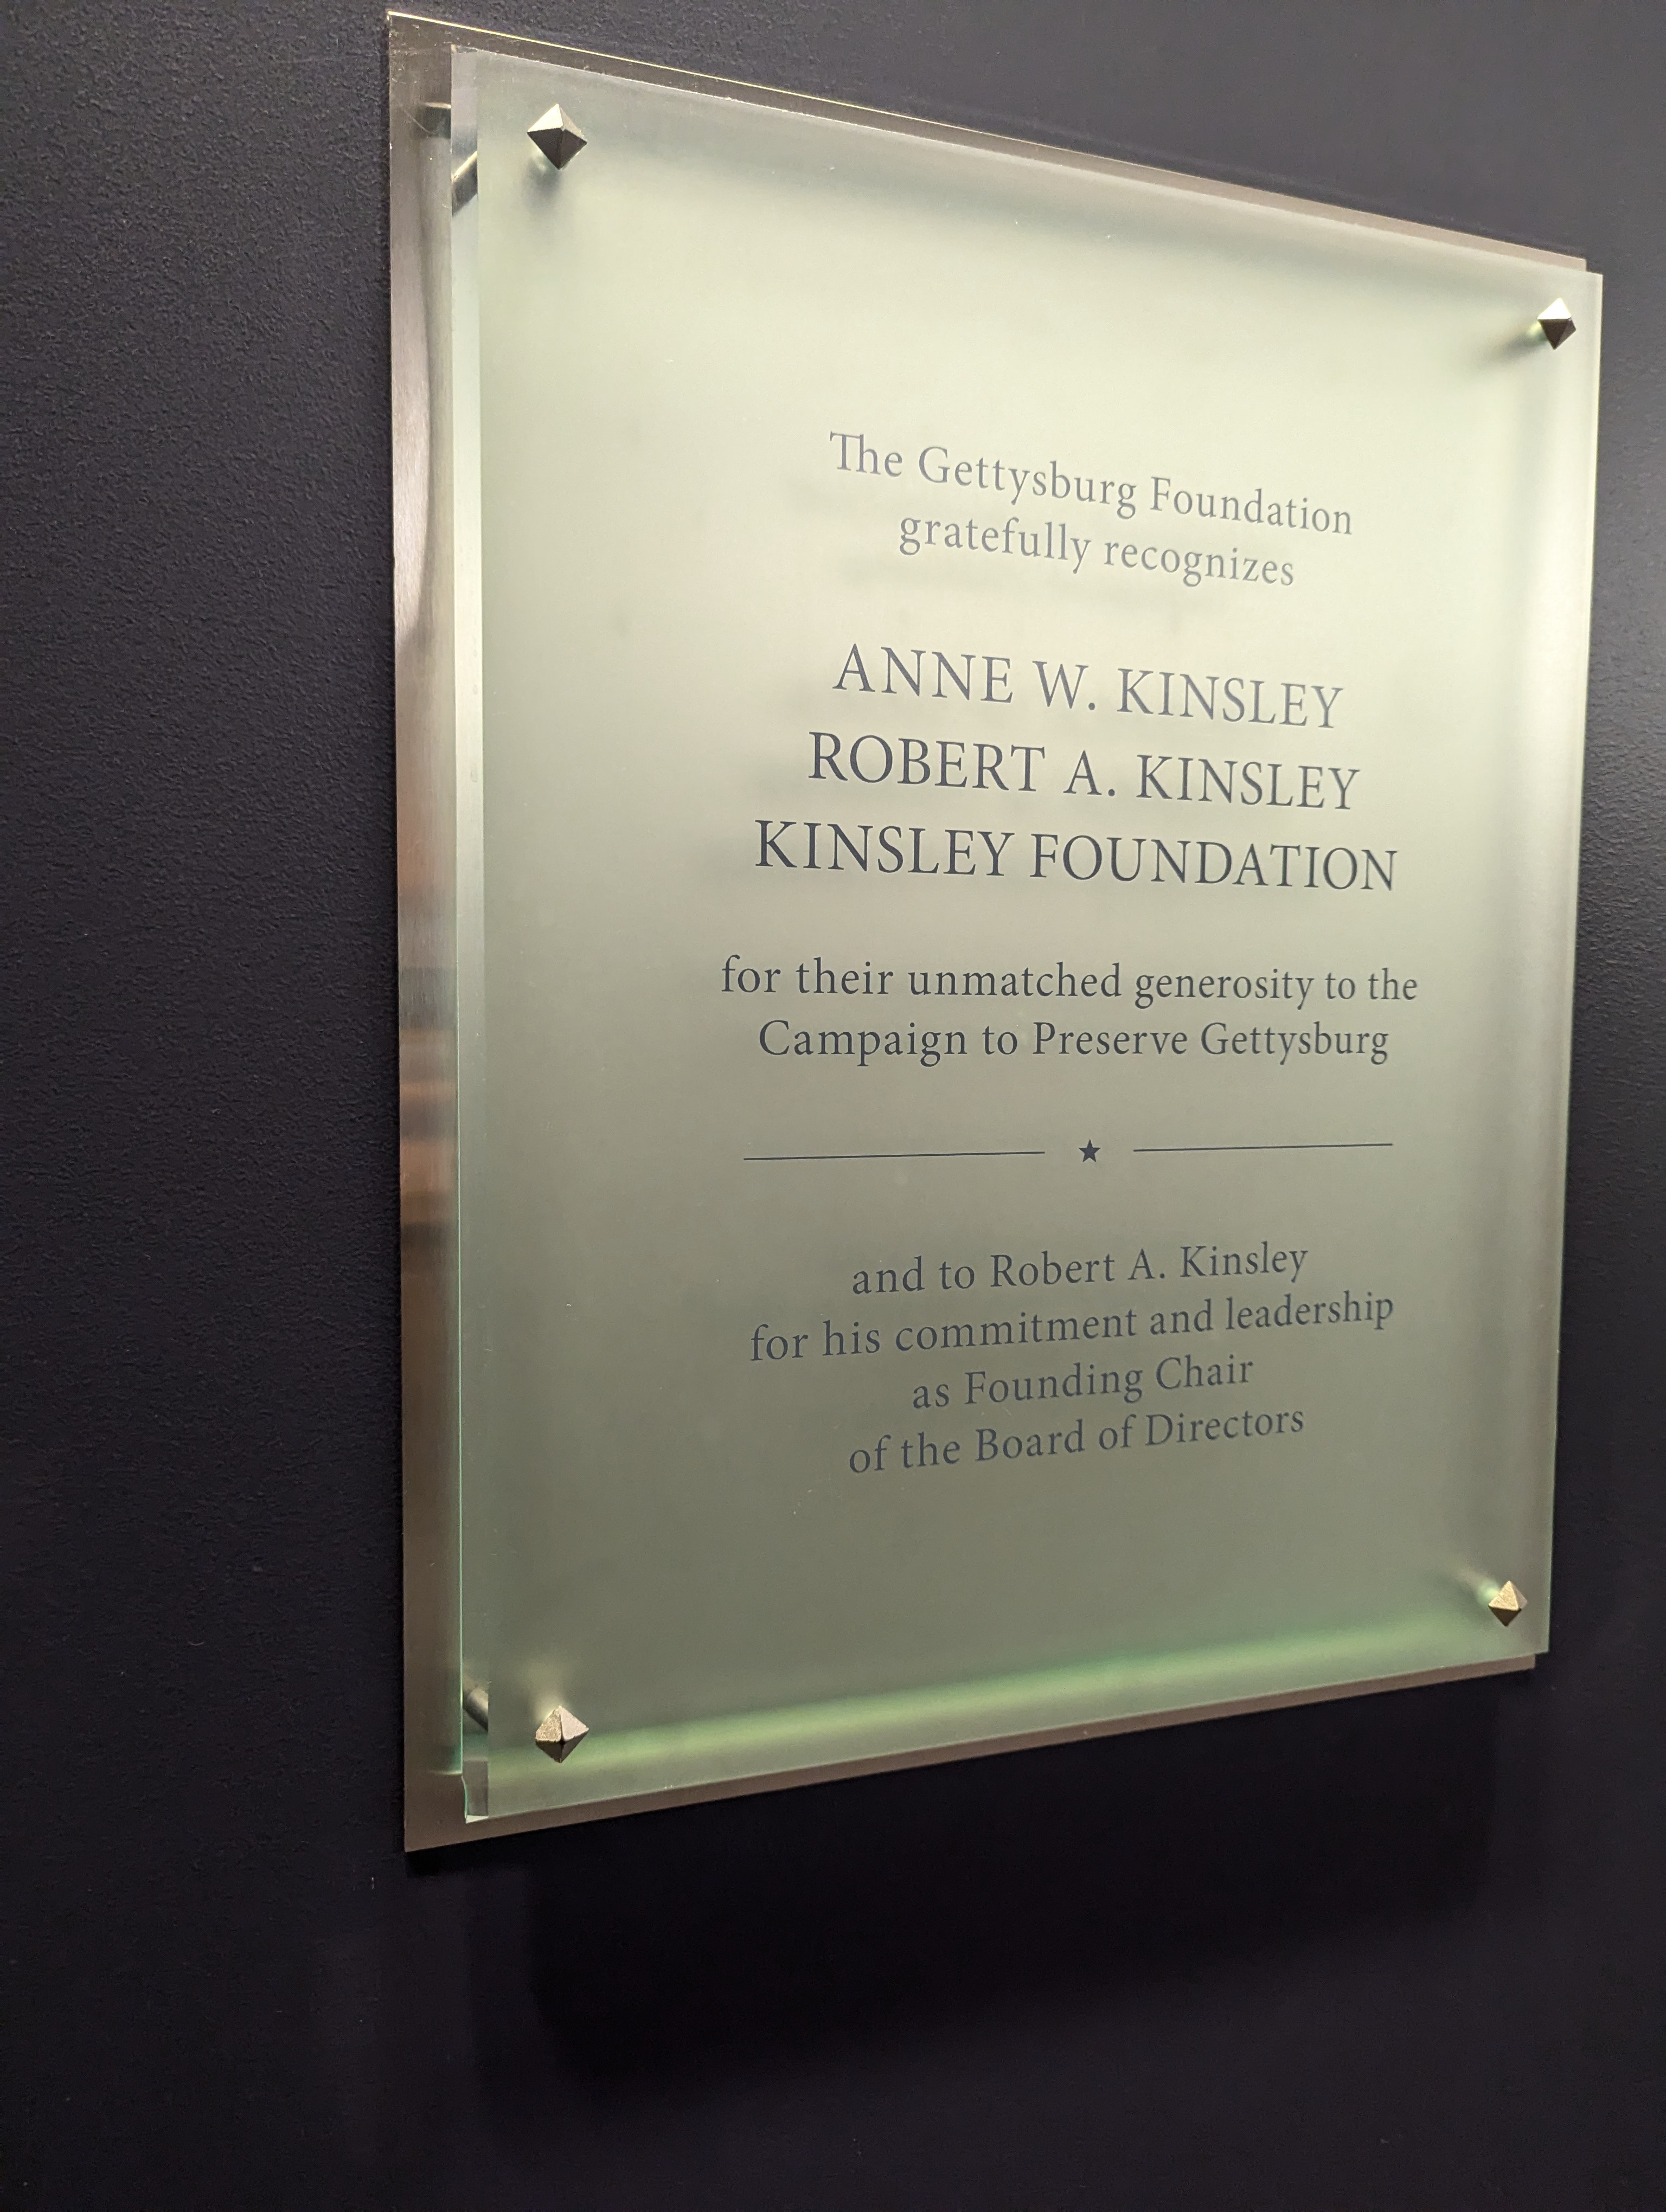 The Gettysburg Foundation
gratefully recognizes
ANNE W. KINSLEY
ROBERT A. KINSLEY
KINSLEY FOUNDATION
for their unmatched generosity to the
Campaign to Preserve Gettysburg
and to Robert A. Kinsley
for his commitment and leadership
as Founding Chair
of the Board of Directors